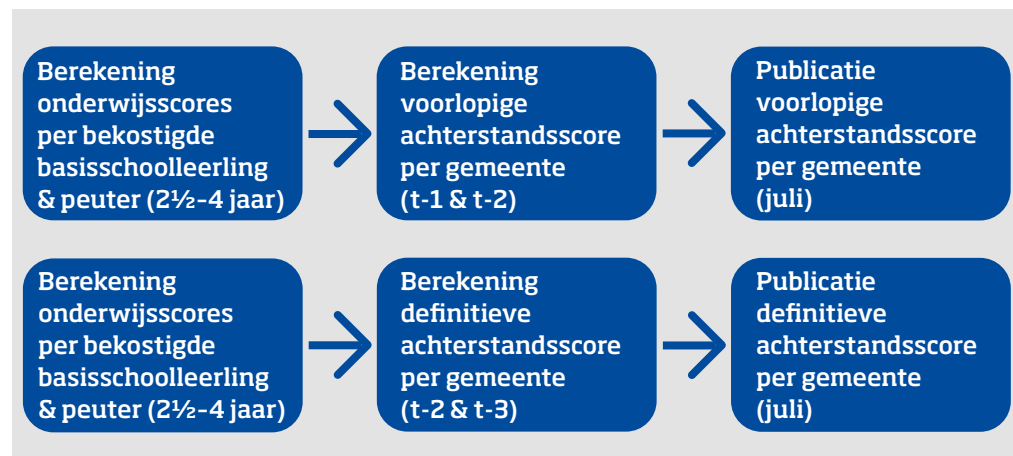 Berekening
onderwijsscores
per bekostigde
basisschoolleerling
& peuter (2½-4 jaar)
Berekening
voorlopige
achterstandsscore
per gemeente
(t-1 & t-2)
Publicatie
voorlopige
achterstandsscore
per gemeente
(juli)
Berekening
onderwijsscores
per bekostigde
basisschoolleerling
& peuter (2½-4 jaar)
Berekening
definitieve
achterstandsscore
per gemeente
(t-2 & t-3)
Publicatie
definitieve
achterstandsscore
per gemeente
(juli)